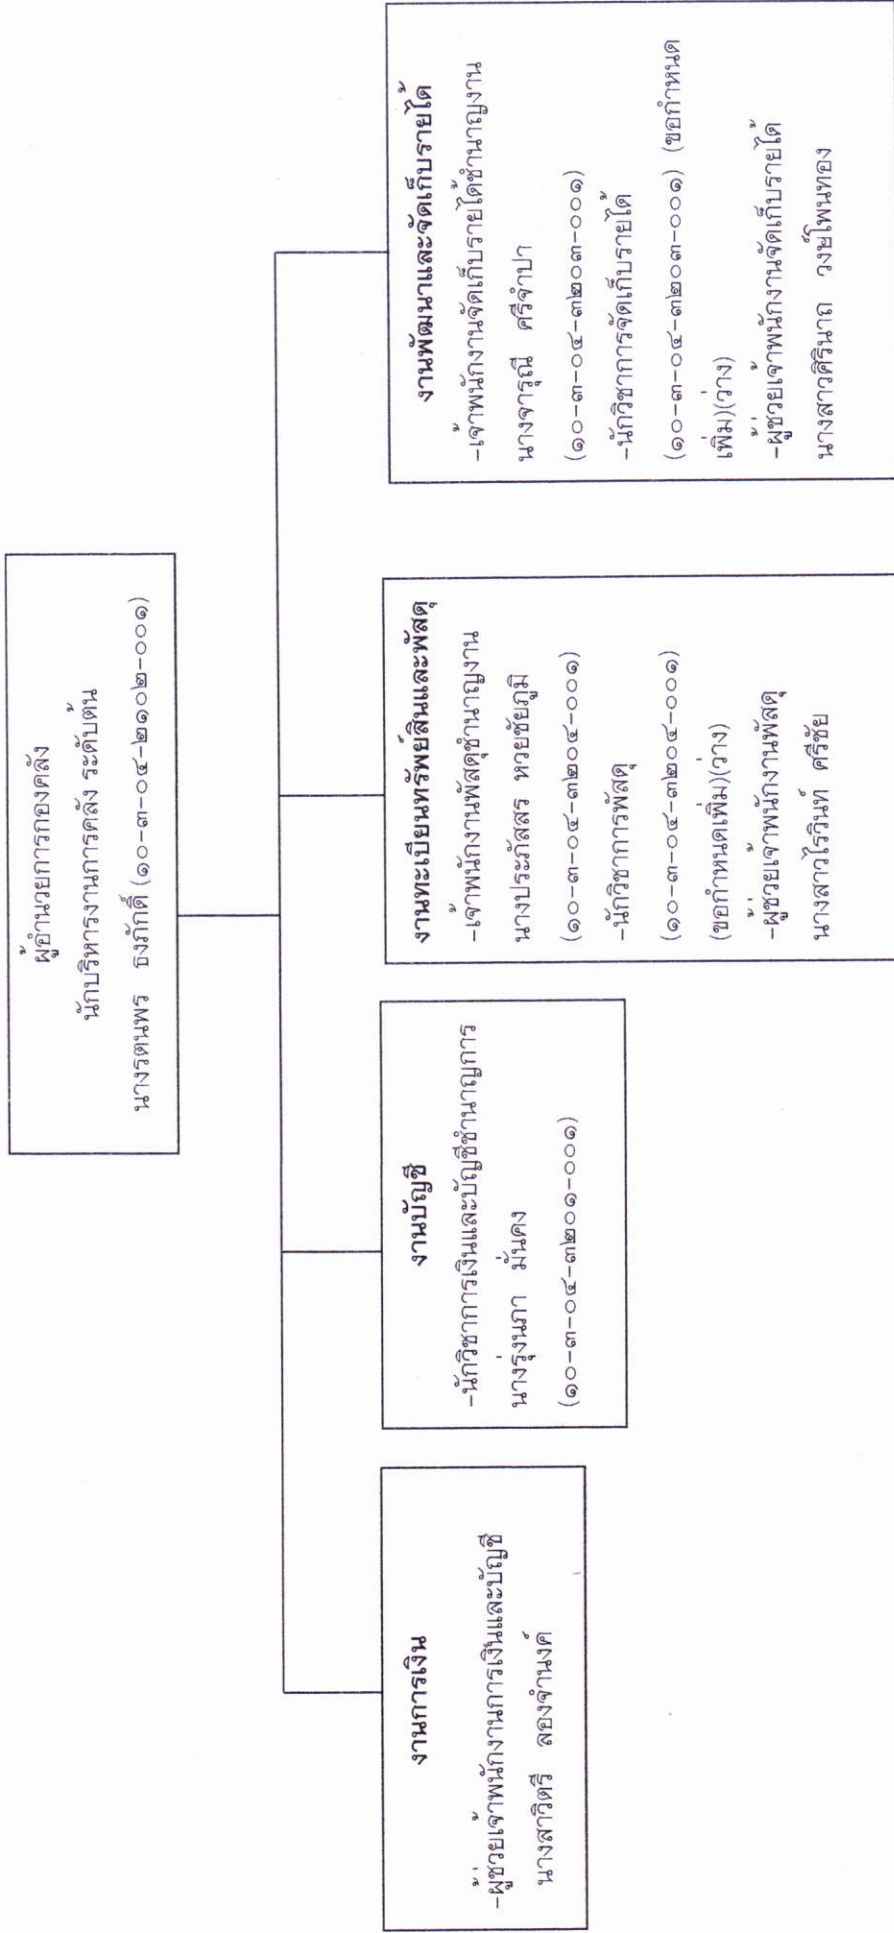 ผู้อำนวยการกองคลัง
นักบริหารงานการคลัง ระดับต้น
นางรตนพร ธงภักดิ์ (๑๐-๓-๐๔-๒๑๐๒-๐๐๑)
งานการเงิน
-ผู้ช่วยเจ้าพนักงานการเงินและบัญชี
นางสาวิตรี ลองจำนงค์
งานบัญชี
-นักวิชาการเงินและบัญชีชำนาญการ
นางรุ่งนภา มั่นคง
(๑๐-๓-๐๔-๓๒๐๑-๐๐๑)
งานทะเบียนทรัพย์สินและพัสดุ
-เจ้าพนักงานพัสดุชำนาญงาน
นางประภัสสร หวยชัยภูมิ
(๑๐-๓-๐๔-๓๒๐๔-๐๐๑)
-นักวิชาการพัสดุ
(๑๐-๓-๐๔-๓๒๐๔-๐๐๑)
(ขอกำหนดเพิ่ม)(ว่าง)
-ผู้ช่วยเจ้าพนักงานพัสดุ
นางสาวไรวินท์ ศรีชัย
งานพัฒนาและจัดเก็บรายได้
-เจ้าพนักงานจัดเก็บรายได้ชำนาญงาน
นางจารุณี ศรีจำปา
(๑๐-๓-๐๔-๓๒๐๓-๐๐๑)
-นักวิชาการจัดเก็บรายได้
(๑๐-๓-๐๔-๓๒๐๓-๐๐๑) (ขอกำหนด
เพิ่ม)(ว่าง)
-ผู้ช่วยเจ้าพนักงานจัดเก็บรายได้
นางสาวศิรินาถ วงษ์โพนทอง